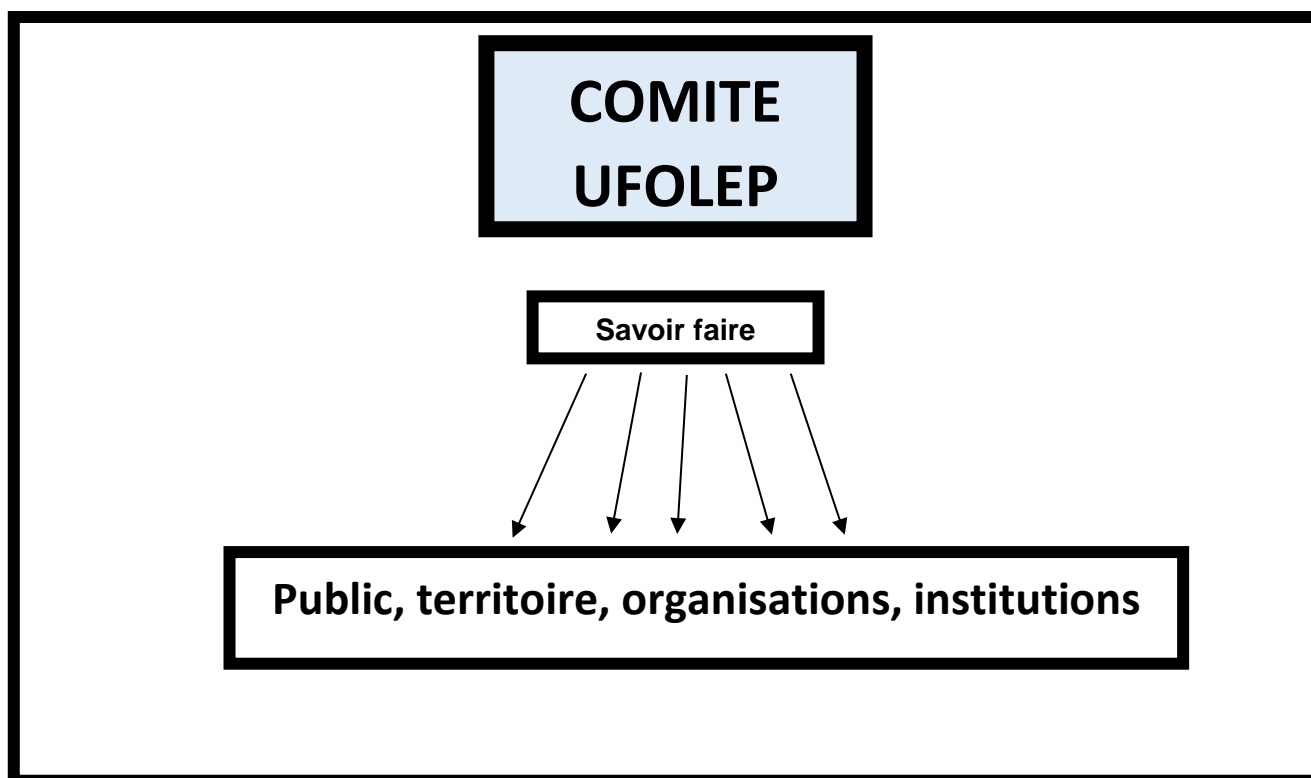 COMITE
UFOLEP
Savoir faire
Public, territoire, organisations, institutions